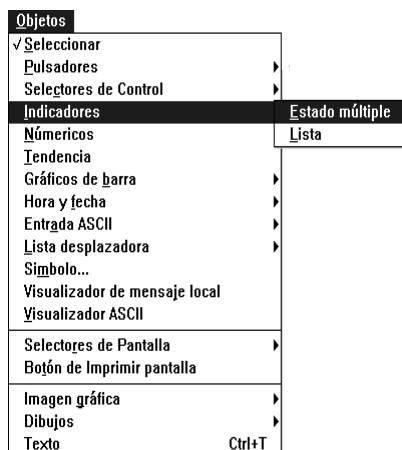 Objetos
✓Seleccionar
Pulsadores
Selectores de Control
Indicadores
Estado múltiple
Númericos
Lista
Tendencia
Gráficos de barra
Hora y fecha
Entrada ASCII
Lista desplazadora
Simbolo...
Visualizador de mensaje local
Visualizador ASCII
Selectores de Pantalla
Botón de Imprimir pantalla
Imagen gráfica
Dibujos
Texto Ctrl+T